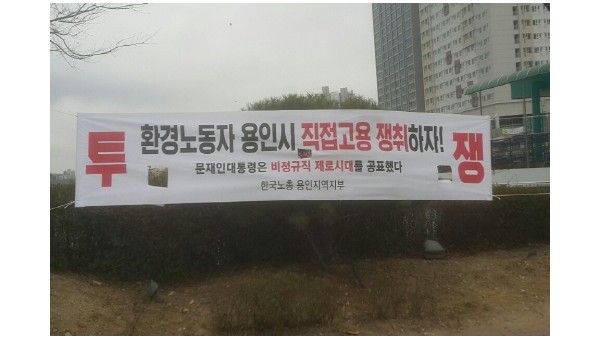 투 쟁
환경노동자 용인시 직접고용 쟁취하자!
문재인대통령은 비정규직 제로시대를 공표했다
한국노총 용인지역지부